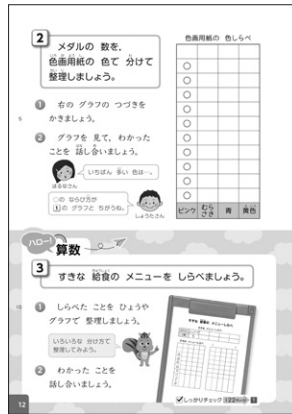 2
メダルの 数を、
色画用紙の 色で 分けて
整理しましょう。
1 右の グラフの つづきを
かきましょう。
2 グラフを 見て、わかった
ことを 話し合いましょう。
いちばん 多い 色は…。
はるなさん
○の ならび方が
1の グラフと ちがうね。
しょうたさん
色画用紙の 色しらべ
ピンク むらさき 青 黄色
ハロー!
算数
3
すきな 給食の メニューを しらべましょう。
1 しらべた ことを ひょうや
グラフで 整理しましょう。
いろいろな 分け方で
整理してみよう。
2 わかった ことを
話し合いましょう。
しっかりチェック
12